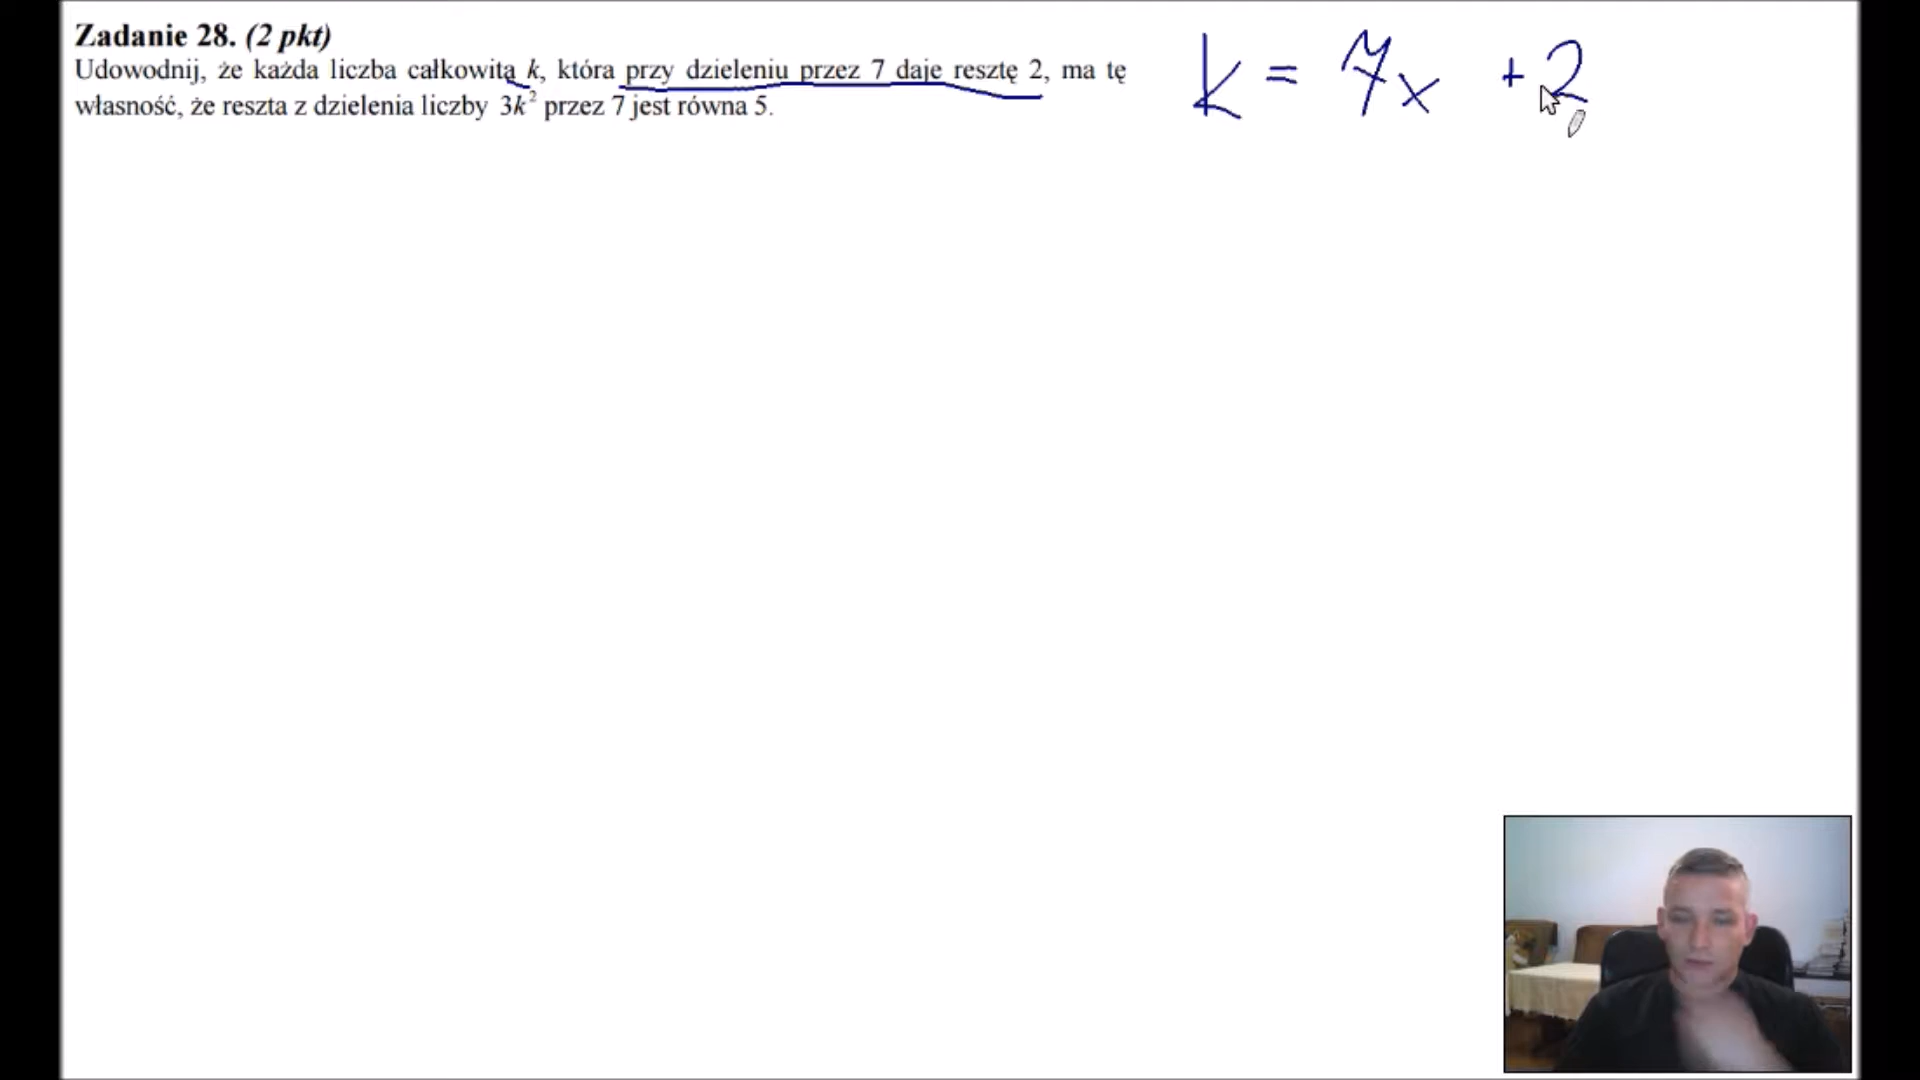 Zadanie 28. (2 pkt)
Udowodnij, że każda liczba całkowita k, która przy dzieleniu przez 7 daje resztę 2, ma tę
własność, że reszta z dzielenia liczby 3k² przez 7 jest równa 5.
k = 7x + 2